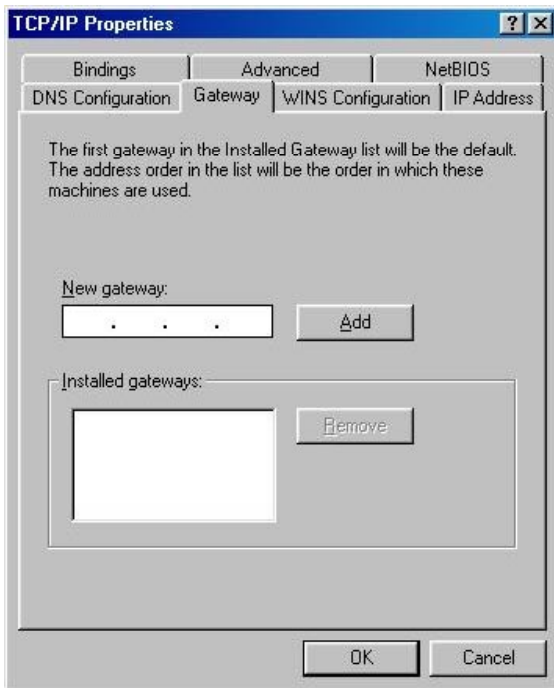 TCP/IP Properties
? X
Bindings Advanced NetBIOS
DNS Configuration Gateway WINS Configuration IP Address
The first gateway in the Installed Gateway list will be the default.
The address order in the list will be the order in which these
machines are used.
New gateway:
. . .
Add
Installed gateways:
Remove
OK Cancel